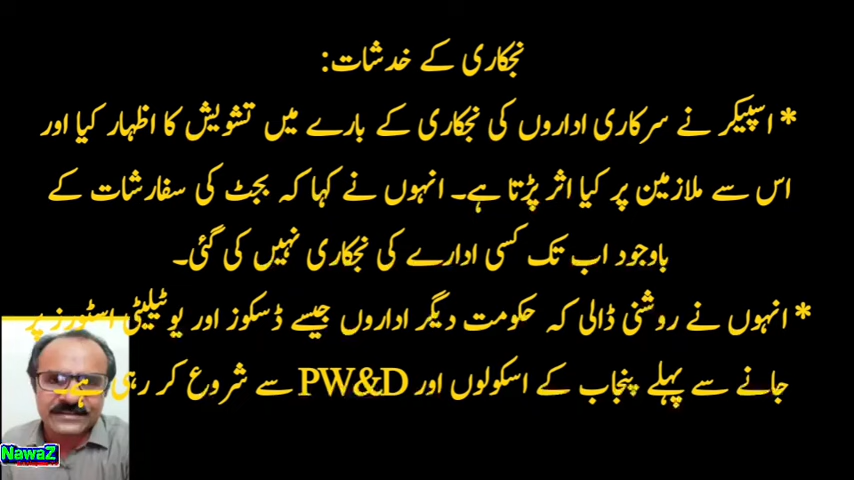 نجکاری کے خدشات:
* اسپیکر نے سرکاری اداروں کی نجکاری کے بارے میں تشویش کا اظہار کیا اور
اس سے ملازمین پر کیا اثر پڑتا ہے۔ انہوں نے کہا کہ بجٹ کی سفارشات کے
باوجود اب تک کسی ادارے کی نجکاری نہیں کی گئی۔
* انہوں نے روشنی ڈالی کہ حکومت دیگر اداروں جیسے ڈسکوز اور یوٹیلیٹی اسٹورز پر
جانے سے پہلے پنجاب کے اسکولوں اور PW&D سے شروع کر رہی ہے۔
NawaZ